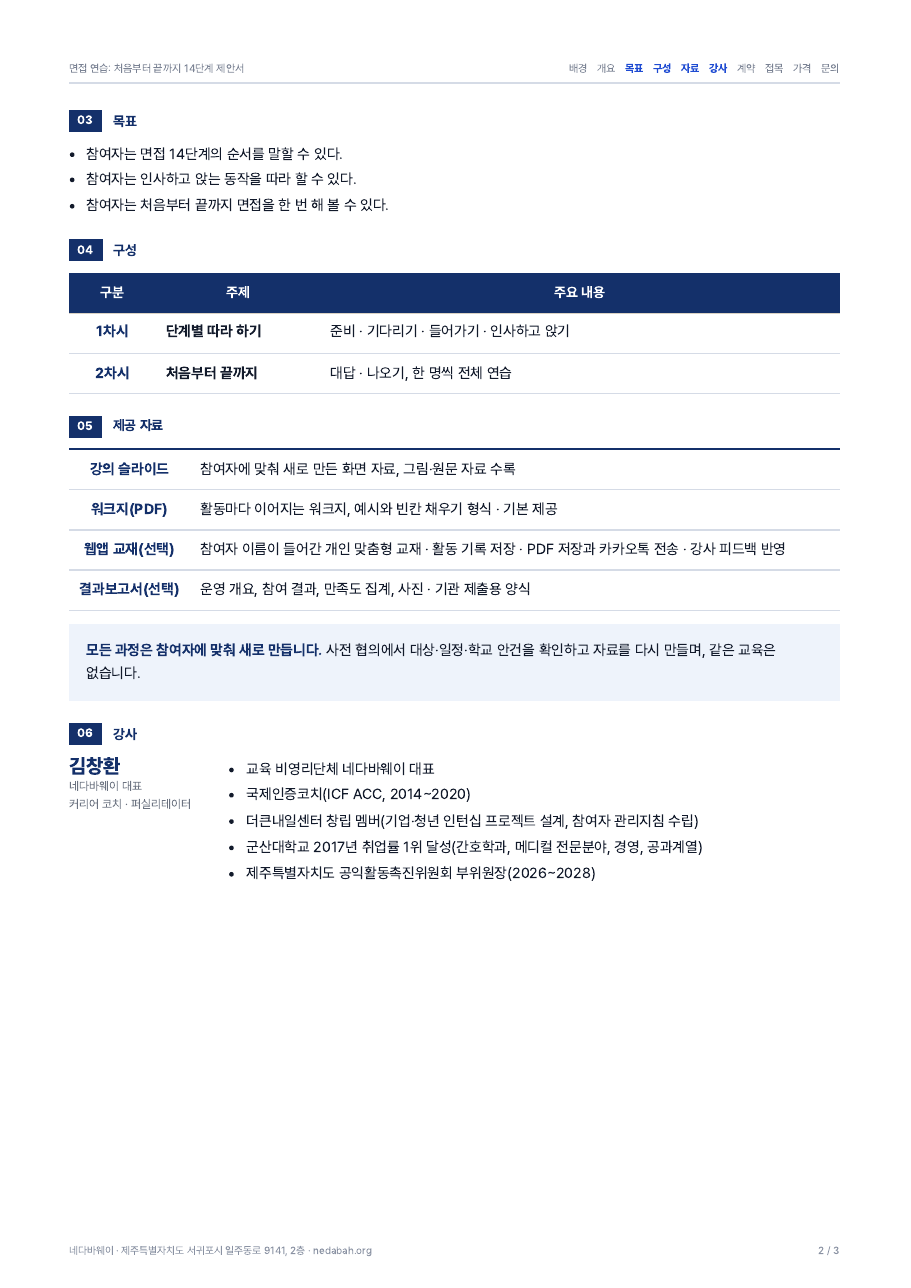 면접 연습: 처음부터 끝까지 14단계 제안서
배경 개요 목표 구성 자료 강사 계약 접목 가격 문의
03 목표
• 참여자는 면접 14단계의 순서를 말할 수 있다.
• 참여자는 인사하고 앉는 동작을 따라 할 수 있다.
• 참여자는 처음부터 끝까지 면접을 한 번 해 볼 수 있다.
04 구성
구분 주제 주요 내용
1차시 단계별 따라 하기 준비 · 기다리기 · 들어가기 · 인사하고 앉기
2차시 처음부터 끝까지 대답 · 나오기, 한 명씩 전체 연습
05 제공 자료
강의 슬라이드 참여자에 맞춰 새로 만든 화면 자료, 그림·원문 자료 수록
워크지(PDF) 활동마다 이어지는 워크지, 예시와 빈칸 채우기 형식 · 기본 제공
웹앱 교재(선택) 참여자 이름이 들어간 개인 맞춤형 교재 · 활동 기록 저장 · PDF 저장과 카카오톡 전송 · 강사 피드백 반영
결과보고서(선택) 운영 개요, 참여 결과, 만족도 집계, 사진 · 기관 제출용 양식
모든 과정은 참여자에 맞춰 새로 만듭니다. 사전 협의에서 대상·일정·학교 안건을 확인하고 자료를 다시 만들며, 같은 교육은
없습니다.
06 강사
김창환
네다바웨이 대표
커리어 코치 · 퍼실리테이터
• 교육 비영리단체 네다바웨이 대표
• 국제인증코치(ICF ACC, 2014~2020)
• 더큰내일센터 창립 멤버(기업·청년 인턴십 프로젝트 설계, 참여자 관리지침 수립)
• 군산대학교 2017년 취업률 1위 달성(간호학과, 메디컬 전문분야, 경영, 공과계열)
• 제주특별자치도 공익활동촉진위원회 부위원장(2026~2028)
네다바웨이 · 제주특별자치도 서귀포시 일주동로 9141, 2층 · nedabah.org
2 / 3